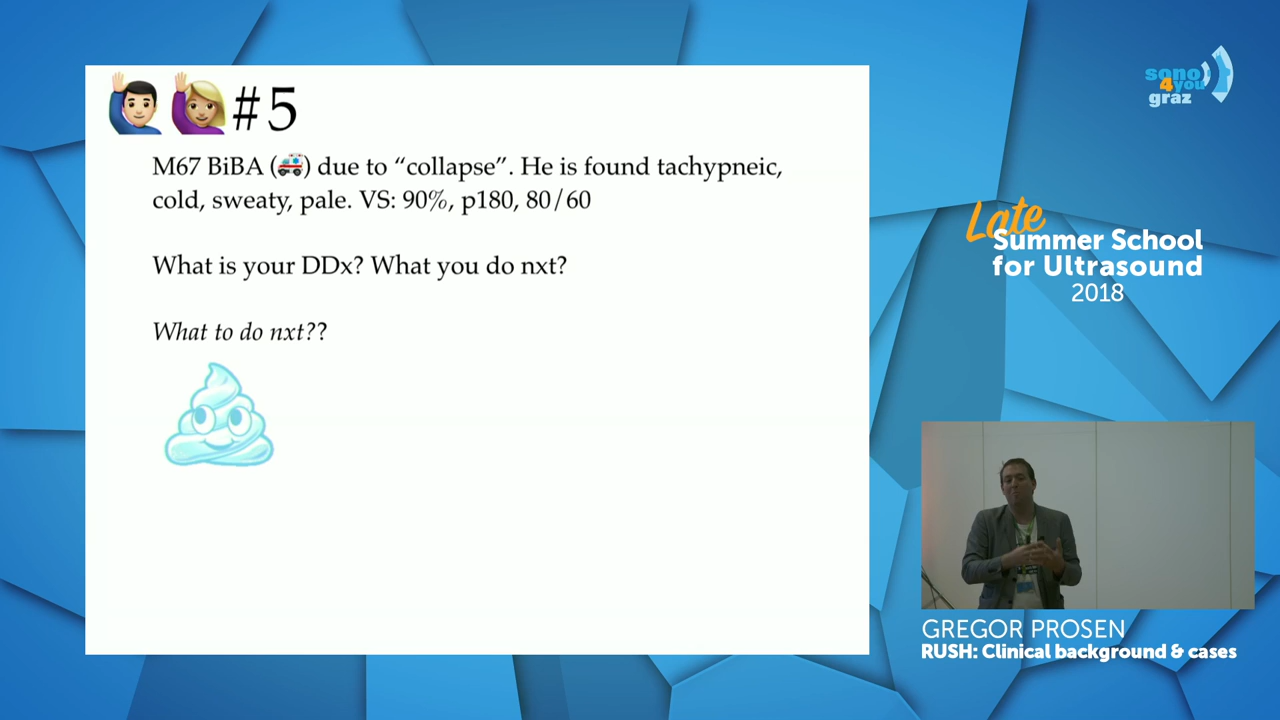 #5
M67 BiBA (🚑) due to “collapse”. He is found tachypneic,
cold, sweaty, pale. VS: 90%, p180, 80/60
What is your DDx? What you do nxt?
What to do nxt??
sono
4you
graz
Late
Summer School
for Ultrasound
2018
GREGOR PROSEN
RUSH: Clinical background & cases